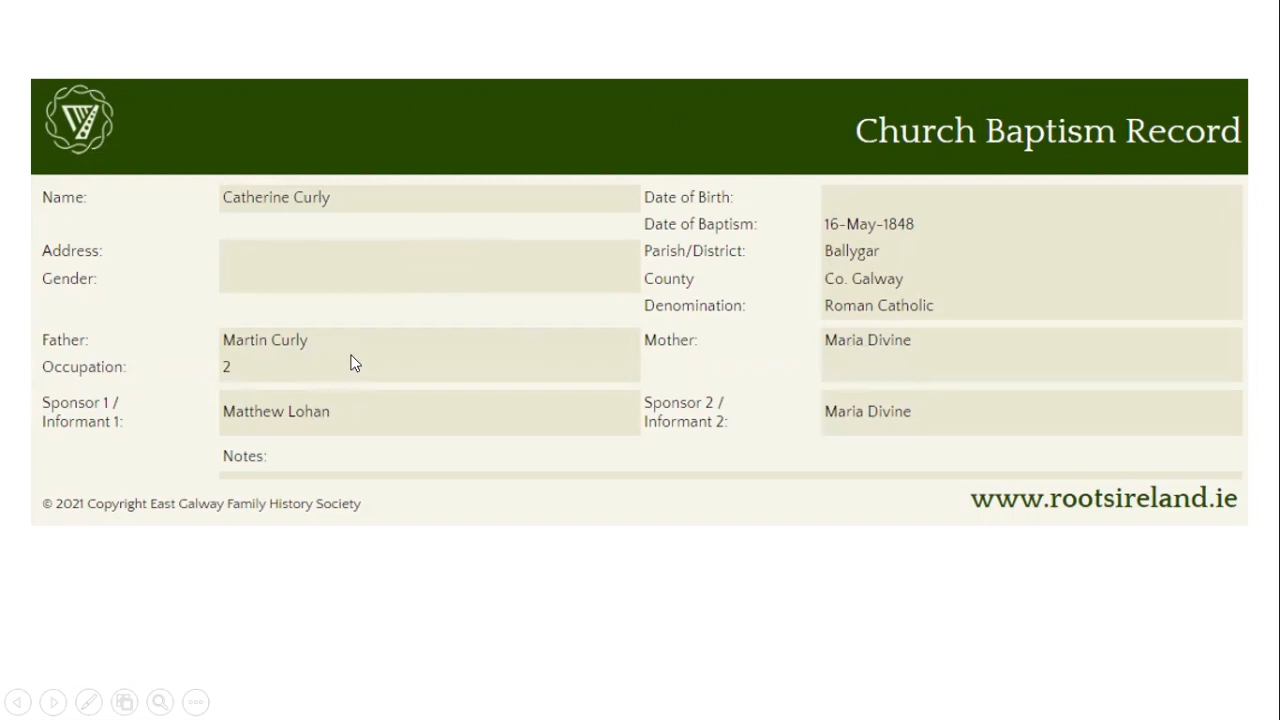 Church Baptism Record
Name: Catherine Curly Date of Birth:
Date of Baptism: 16-May-1848
Address: Parish/District: Ballygar
Gender: County Co. Galway
Denomination: Roman Catholic
Father: Martin Curly Mother: Maria Divine
Occupation: 2
Sponsor 1 / Informant 1: Matthew Lohan Sponsor 2 / Informant 2: Maria Divine
Notes:
© 2021 Copyright East Galway Family History Society www.rootsireland.ie